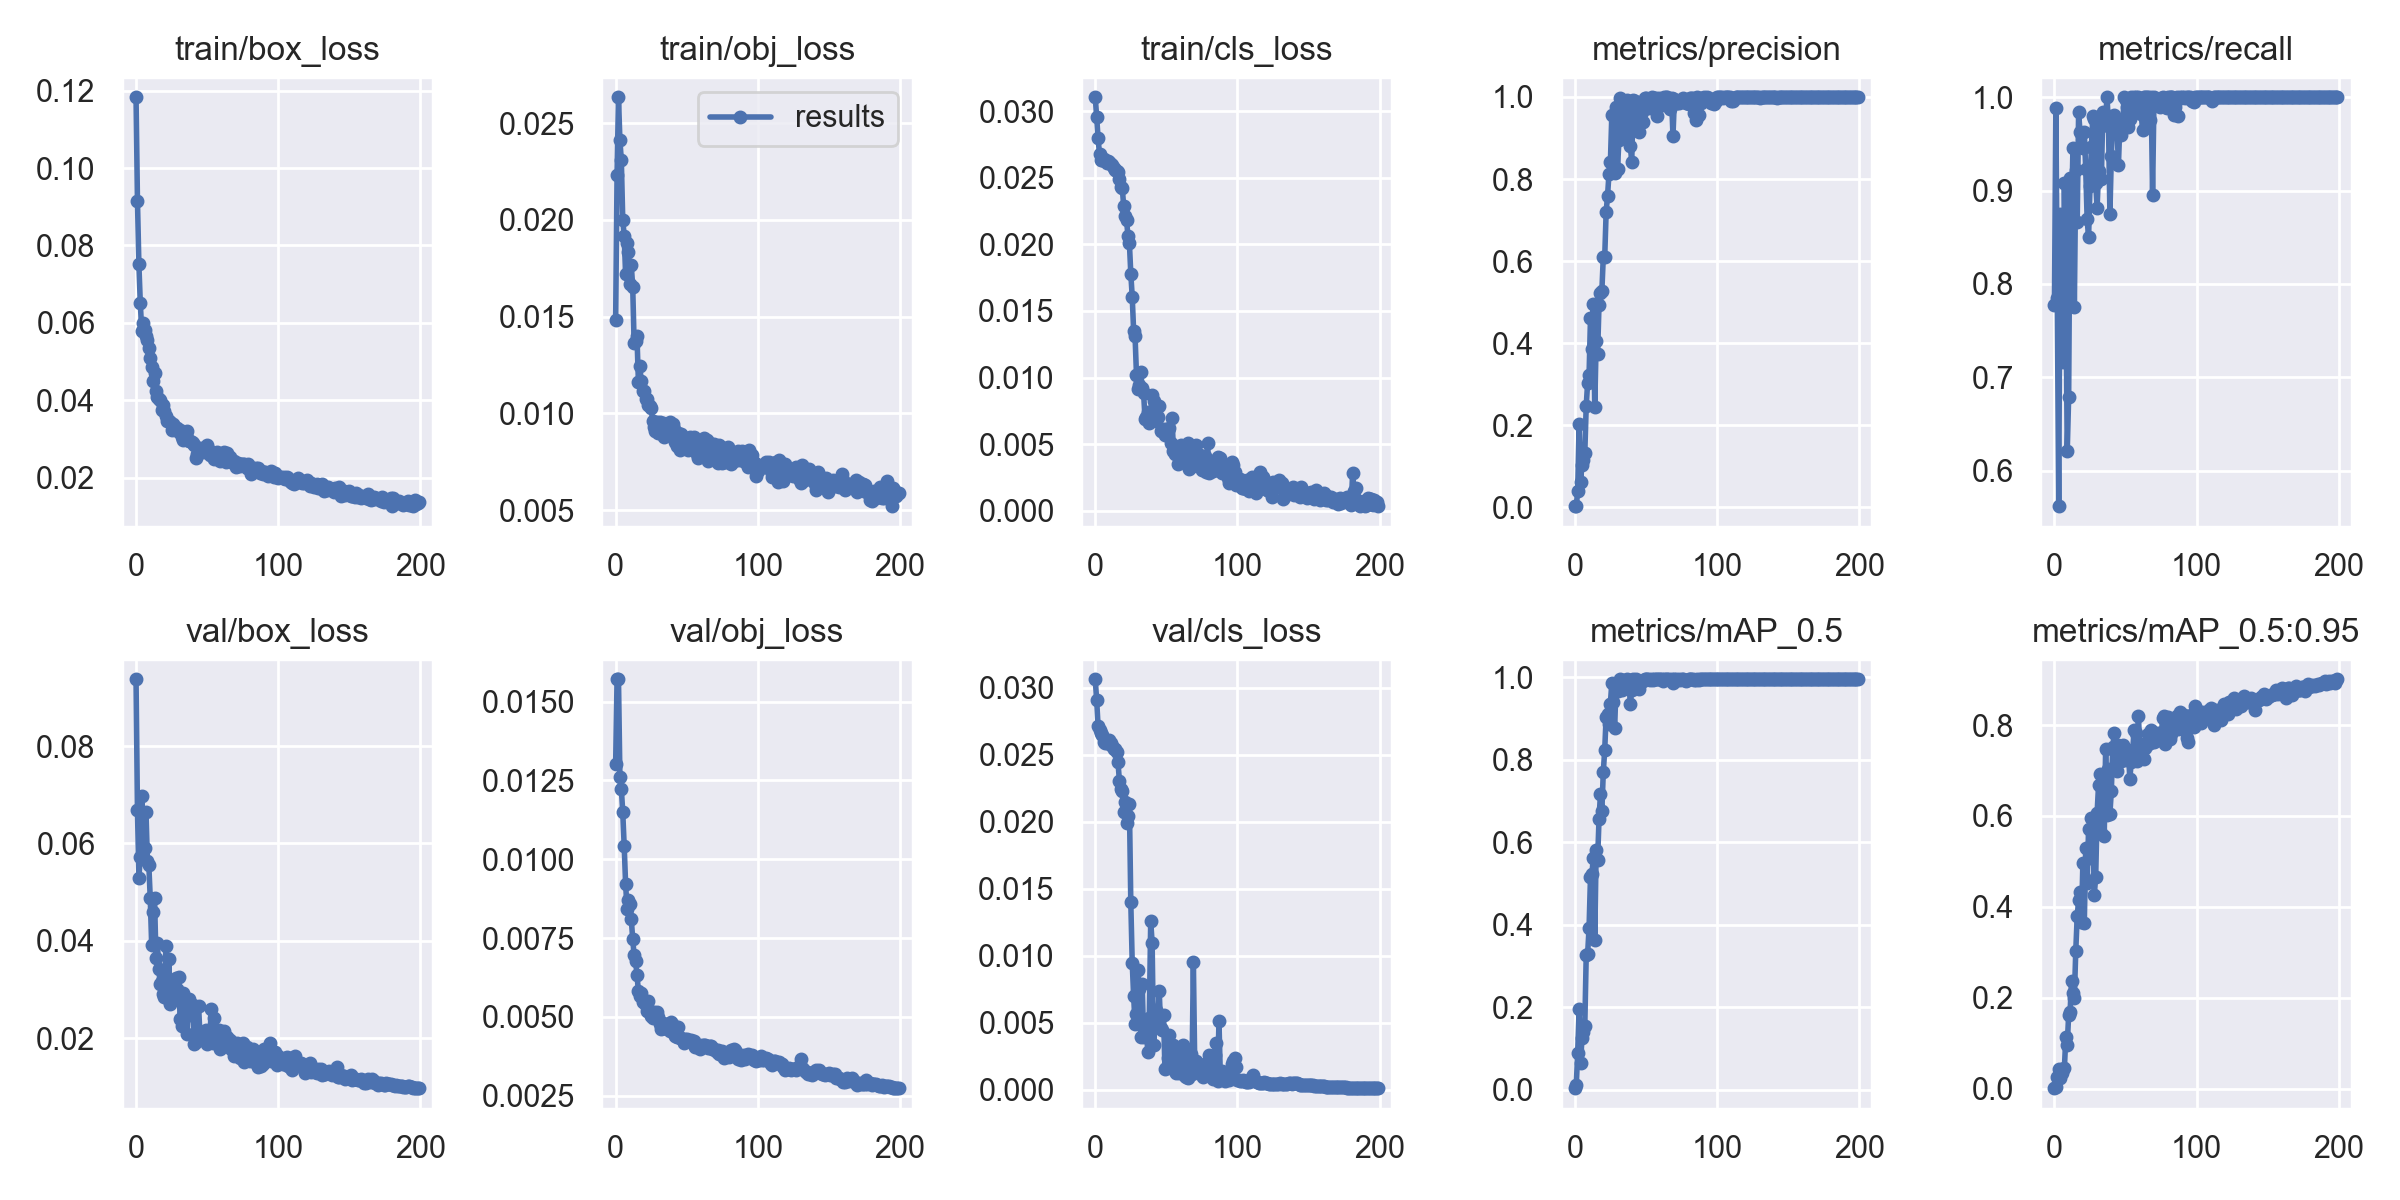 train/box_loss
0.12
0.10
0.08
0.06
0.04
0.02
0 100 200
train/obj_loss
results
0.025
0.020
0.015
0.010
0.005
0 100 200
train/cls_loss
0.030
0.025
0.020
0.015
0.010
0.005
0.000
0 100 200
metrics/precision
1.0
0.8
0.6
0.4
0.2
0.0
0 100 200
metrics/recall
1.0
0.9
0.8
0.7
0.6
0 100 200
val/box_loss
0.08
0.06
0.04
0.02
0 100 200
val/obj_loss
0.0150
0.0125
0.0100
0.0075
0.0050
0.0025
0 100 200
val/cls_loss
0.030
0.025
0.020
0.015
0.010
0.005
0.000
0 100 200
metrics/mAP_0.5
1.0
0.8
0.6
0.4
0.2
0.0
0 100 200
metrics/mAP_0.5:0.95
0.8
0.6
0.4
0.2
0.0
0 100 200